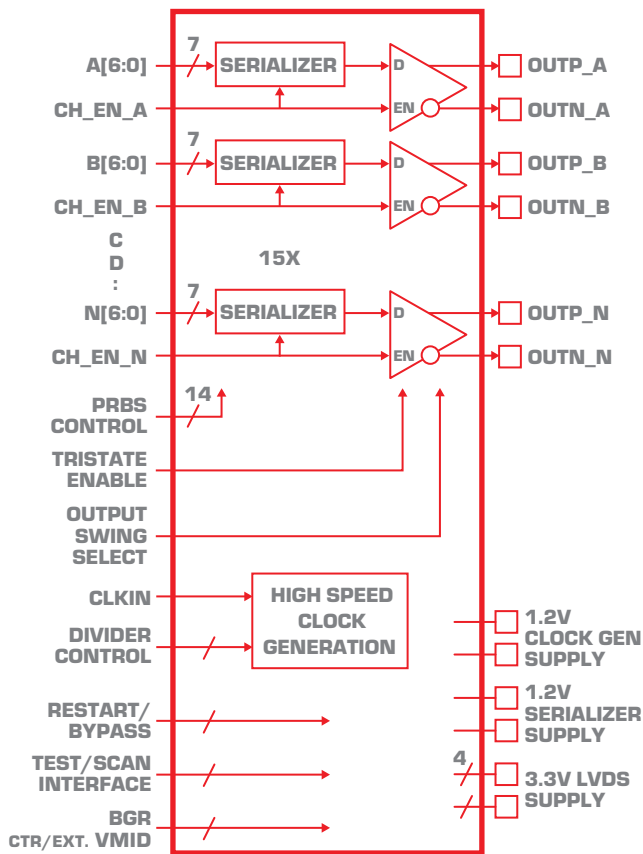 7
A[6:0]
SERIALIZER
D
OUTP_A
CH_EN_A
EN
OUTN_A
7
B[6:0]
SERIALIZER
D
OUTP_B
CH_EN_B
EN
OUTN_B
C
D
:
15X
7
N[6:0]
SERIALIZER
D
OUTP_N
CH_EN_N
EN
OUTN_N
14
PRBS
CONTROL
TRISTATE
ENABLE
OUTPUT
SWING
SELECT
CLKIN
DIVIDER
CONTROL
HIGH SPEED
CLOCK
GENERATION
1.2V
CLOCK GEN
SUPPLY
RESTART/
BYPASS
1.2V
SERIALIZER
SUPPLY
TEST/SCAN
INTERFACE
4
3.3V LVDS
SUPPLY
BGR
CTR/EXT. VMID